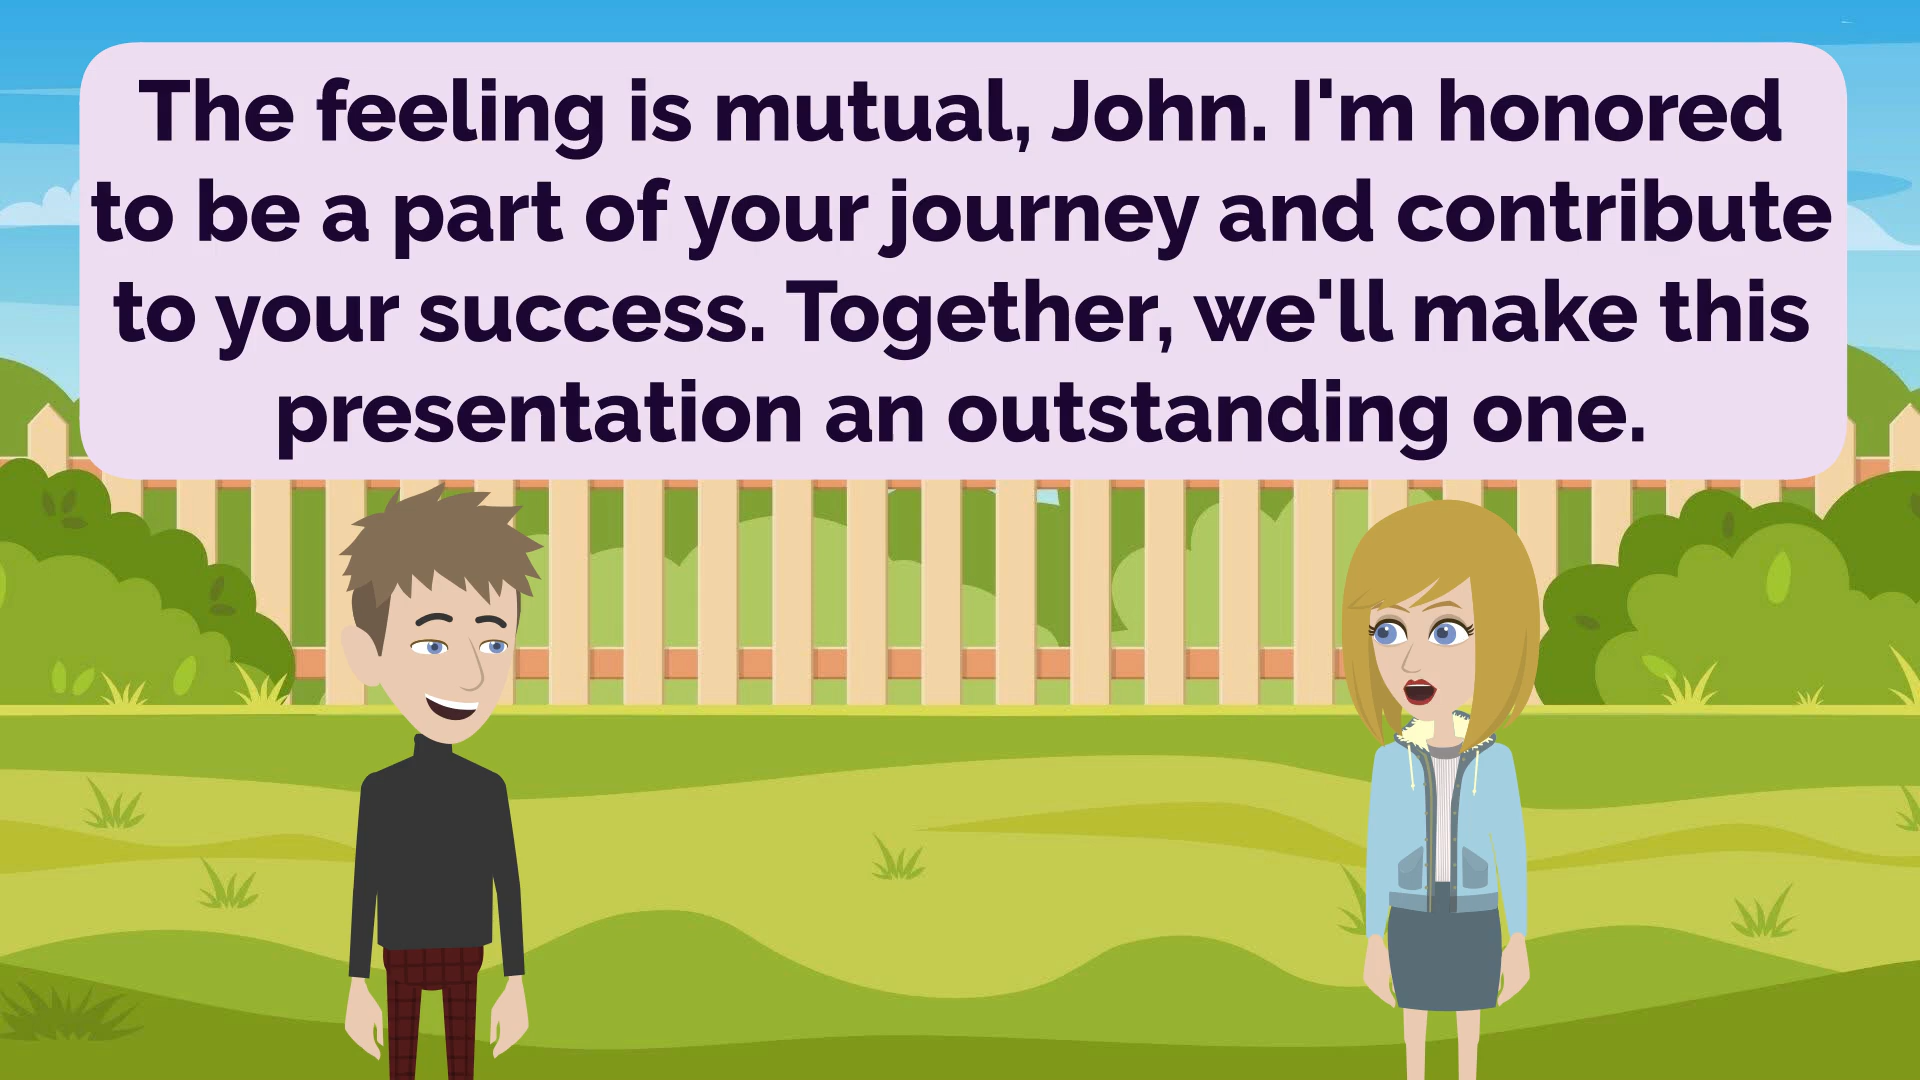 The feeling is mutual, John. I'm honored
to be a part of your journey and contribute
to your success. Together, we'll make this
presentation an outstanding one.